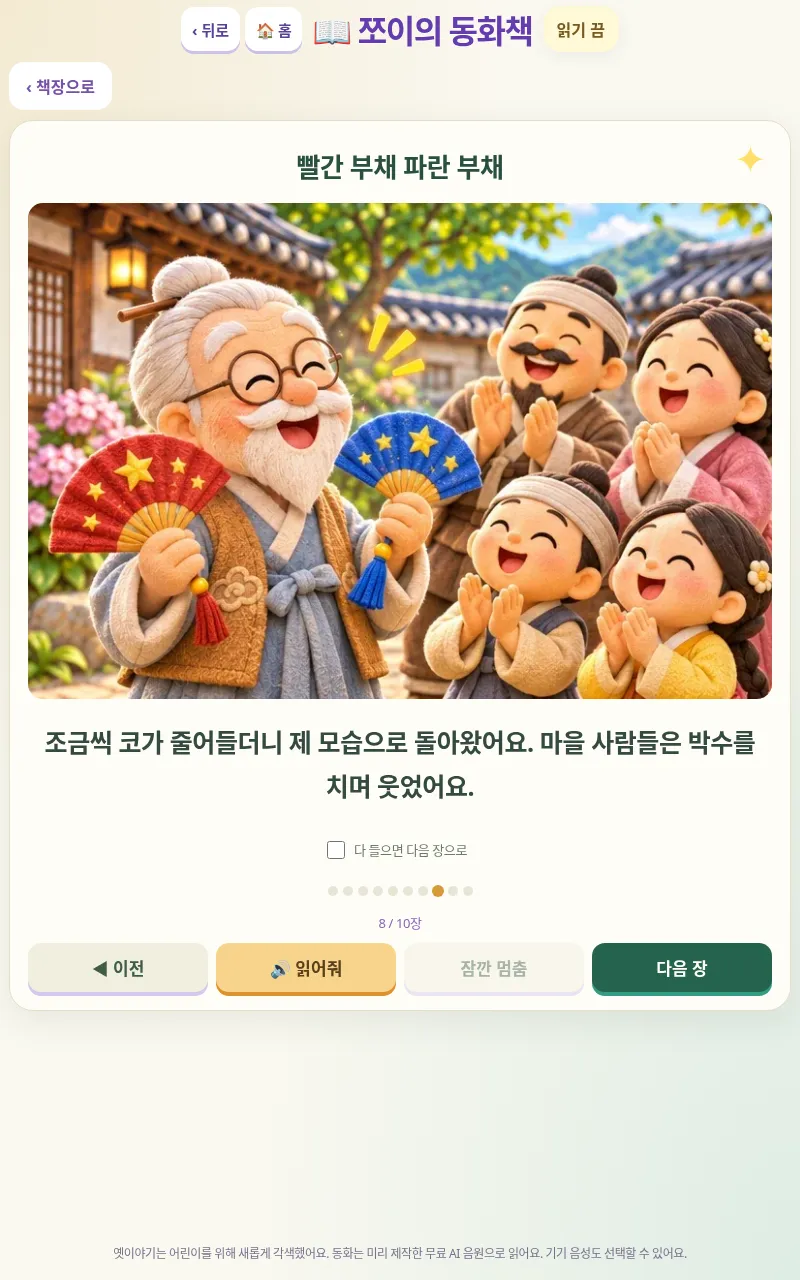 ‹ 뒤로
🏠 홈
📖 쪼이의 동화책
읽기 끝
‹ 책장으로
빨간 부채 파란 부채
조금씩 코가 줄어들더니 제 모습으로 돌아왔어요. 마을 사람들은 박수를
치며 웃었어요.
다 들으면 다음 장으로
8 / 10장
◀ 이전
🔊 읽어줘
잠깐 멈춤
다음 장
옛이야기는 어린이를 위해 새롭게 각색했어요. 동화는 미리 제작한 무료 AI 음원으로 읽어요. 기기 음성도 선택할 수 있어요.